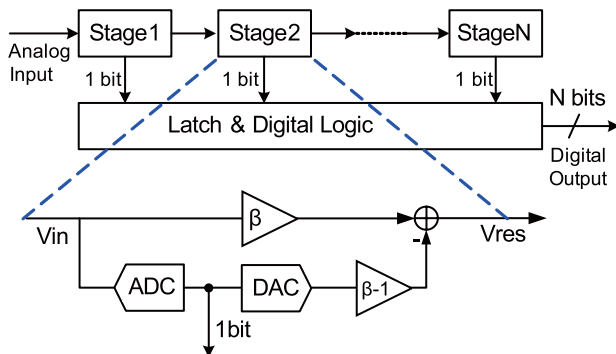 Analog
Input
Stage1
Stage2
StageN
1 bit
1 bit
1 bit
Latch & Digital Logic
N bits
Digital
Output
Vin
β
-
Vres
ADC
DAC
β-1
1bit